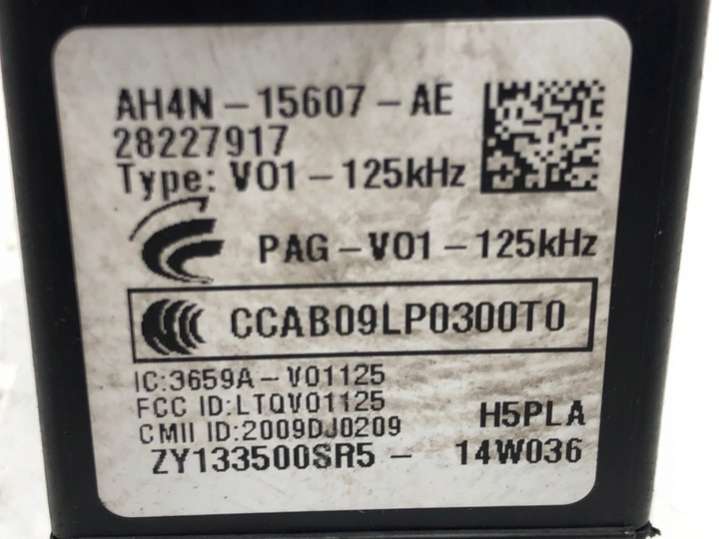 AH4N-15607-AE
28227917
Type: V01-125kHz
PAG-V01-125kHz
CCAB09LP0300T0
IC:3659A-V01125
FCC ID:LTQV01125
CMII ID:2009DJ0209
H5PLA
ZY133500SR5- 14W036